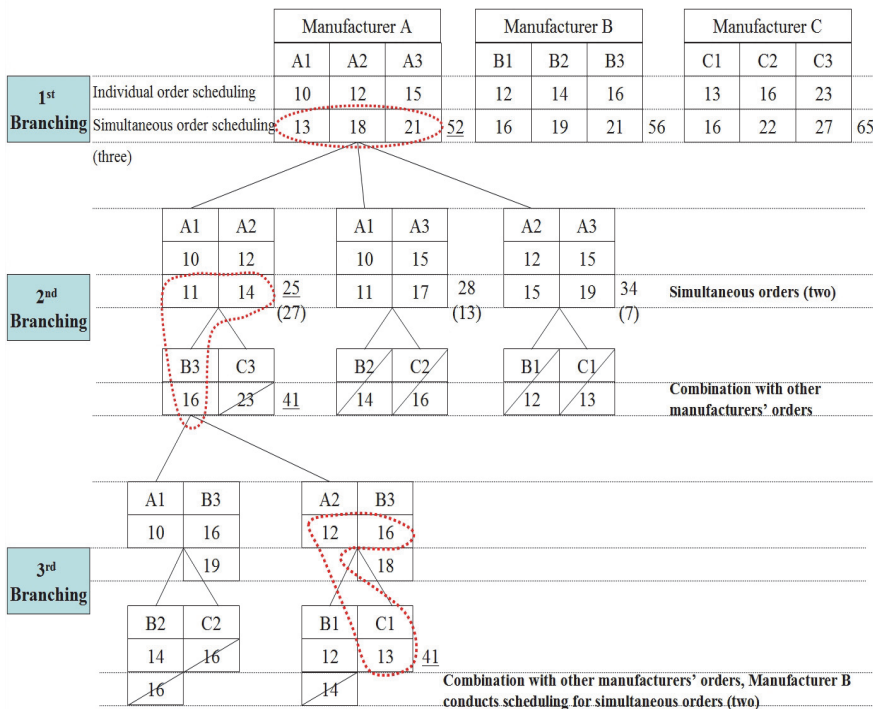 Manufacturer A Manufacturer B Manufacturer C
A1 A2 A3 B1 B2 B3 C1 C2 C3
1st Branching
Individual order scheduling 10 12 15 12 14 16 13 16 23
Simultaneous order scheduling 13 18 21 52 16 19 21 56 16 22 27 65
(three)
A1 A2 A1 A3 A2 A3
10 12 10 15 12 15
2nd Branching
11 14 25 11 17 28 15 19 34 Simultaneous orders (two)
(27) (13) (7)
B3 C3 B2 C2 B1 C1
16 23 41 14 16 12 13 Combination with other
manufacturers' orders
A1 B3 A2 B3
10 16 12 16
3rd Branching
19 18
B2 C2 B1 C1
14 16 12 13 41
16 14 Combination with other manufacturers' orders, Manufacturer B
conducts scheduling for simultaneous orders (two)